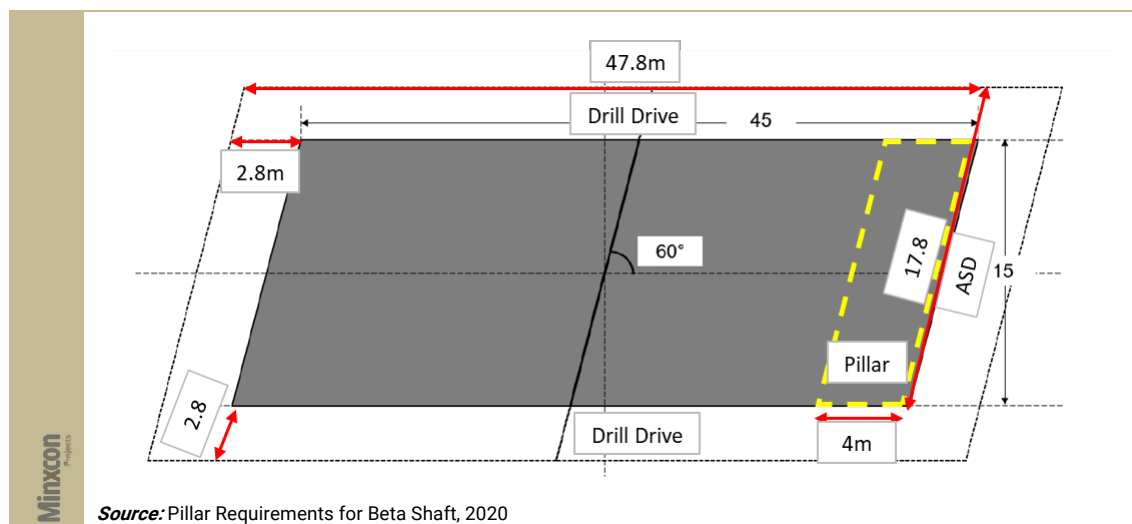 47.8m
Drill Drive
45
2.8m
60°
17.8
ASD
15
Pillar
2.8
Drill Drive
4m
Minxcon
Projects
Source: Pillar Requirements for Beta Shaft, 2020